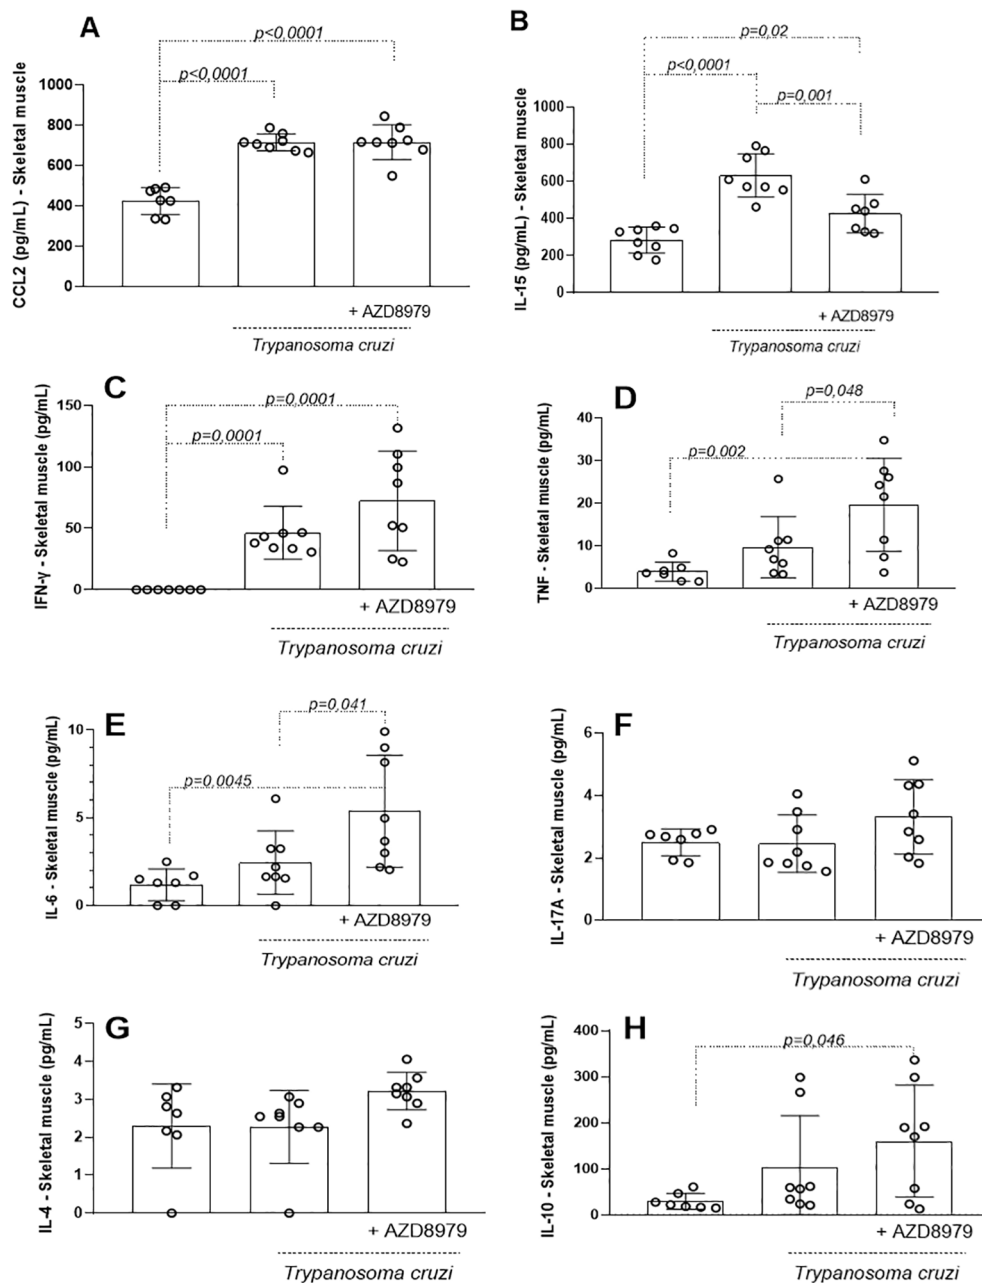 A
p<0,0001
p<0,0001
CCL2 (pg/mL) - Skeletal muscle
1000
800
600
400
200
0
+ AZD8979
Trypanosoma cruzi
B
p=0,02
p<0,0001
p=0,001
IL-15 (pg/mL) - Skeletal muscle
1000
800
600
400
200
0
+ AZD8979
Trypanosoma cruzi
C
p=0,0001
p=0,0001
IFN-γ - Skeletal muscle (pg/mL)
150
100
50
0
+ AZD8979
Trypanosoma cruzi
D
p=0,048
p=0,002
TNF - Skeletal muscle (pg/mL)
40
30
20
10
0
+ AZD8979
Trypanosoma cruzi
E
p=0,041
p=0,0045
IL-6 - Skeletal muscle (pg/mL)
10
5
0
+ AZD8979
Trypanosoma cruzi
F
IL-17A - Skeletal muscle (pg/mL)
6
4
2
0
+ AZD8979
Trypanosoma cruzi
G
IL-4 - Skeletal muscle (pg/mL)
5
4
3
2
1
0
+ AZD8979
Trypanosoma cruzi
H
p=0,046
IL-10 - Skeletal muscle (pg/mL)
400
300
200
100
0
+ AZD8979
Trypanosoma cruzi